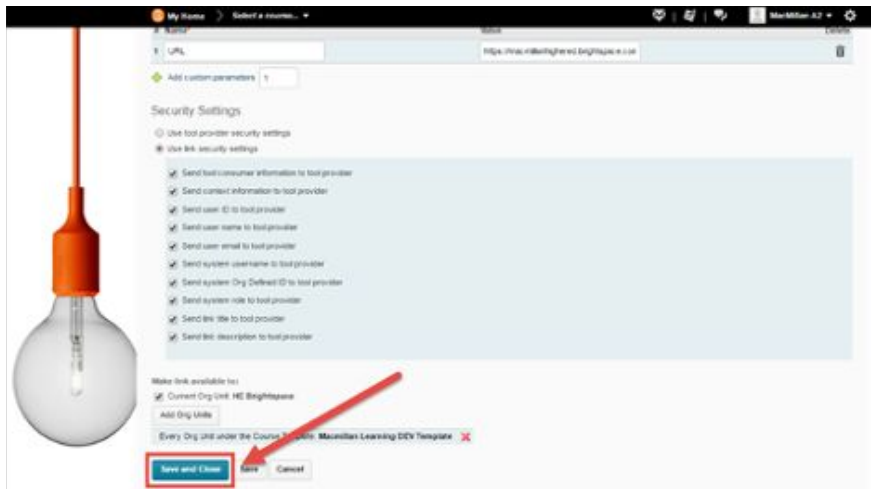 My Home > Select a course... MacMillan A2
# Name* Value Delete
1 URL
Add custom parameters 1
Security Settings
Use tool provider security settings
Use link security settings
Send tool consumer information to tool provider
Send context information to tool provider
Send user ID to tool provider
Send user name to tool provider
Send user email to tool provider
Send system username to tool provider
Send system Org Defined ID to tool provider
Send system role to tool provider
Send link title to tool provider
Send link description to tool provider
Make link available to:
Current Org Unit: HE Brightspace
Add Org Units
Every Org Unit under the Course Template: Macmillan Learning DEV Template
Save and Close Save Cancel